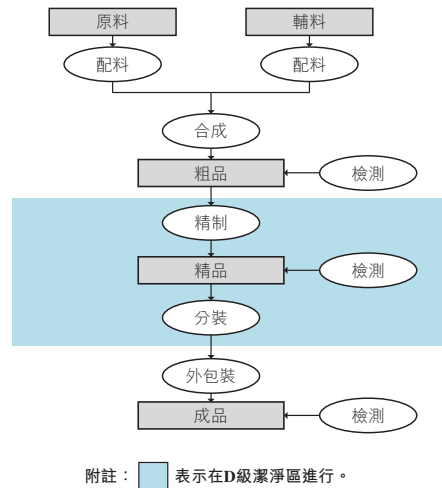 原料
輔料
配料
配料
合成
粗品
檢測
精制
精品
檢測
分裝
外包裝
成品
檢測
附註：表示在D級潔淨區進行。